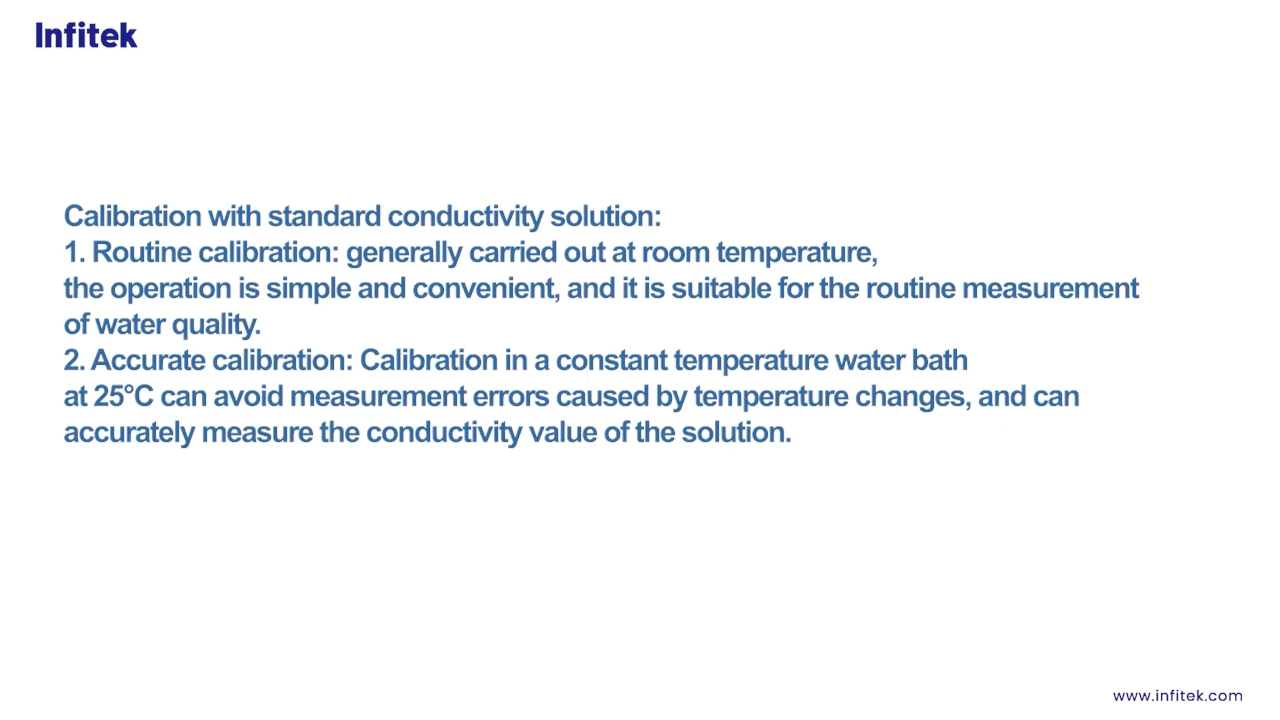 Infitek
Calibration with standard conductivity solution:
1. Routine calibration: generally carried out at room temperature,
the operation is simple and convenient, and it is suitable for the routine measurement
of water quality.
2. Accurate calibration: Calibration in a constant temperature water bath
at 25°C can avoid measurement errors caused by temperature changes, and can
accurately measure the conductivity value of the solution.
www.infitek.com